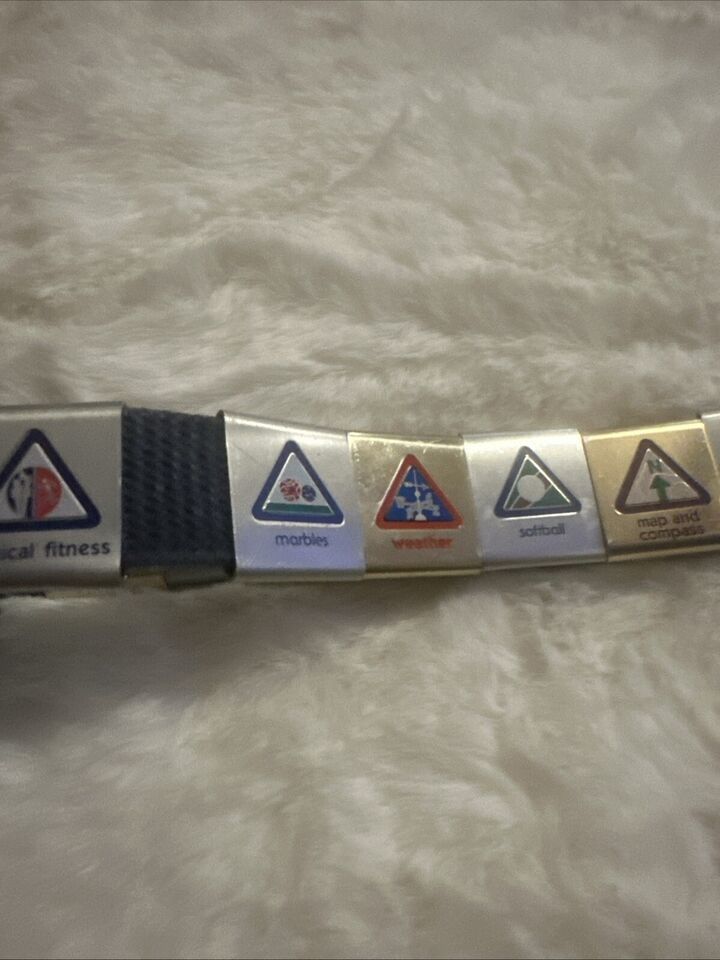 ical fitness
marbles
weather
softball
N
map and
compass